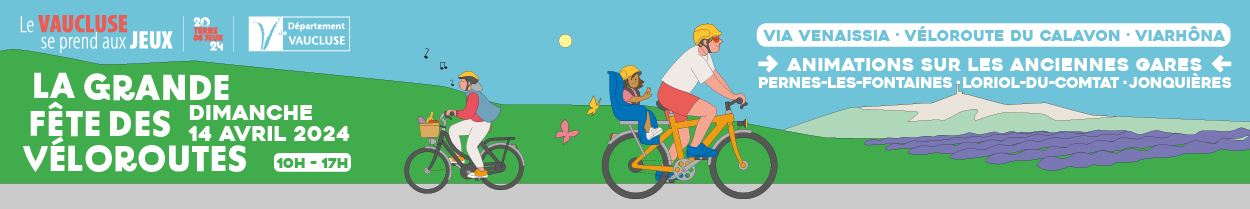 Le VAUCLUSE
se prend aux JEUX
20
TERRE
DE JEUX
24
Département
VAUCLUSE
LA GRANDE
FÊTE DES
VÉLOROUTES
DIMANCHE
14 AVRIL 2024
10H - 17H
VIA VENAISSIA · VÉLOROUTE DU CALAVON · VIARHÔNA
→ ANIMATIONS SUR LES ANCIENNES GARES ←
PERNES-LES-FONTAINES · LORIOL-DU-COMTAT · JONQUIÈRES